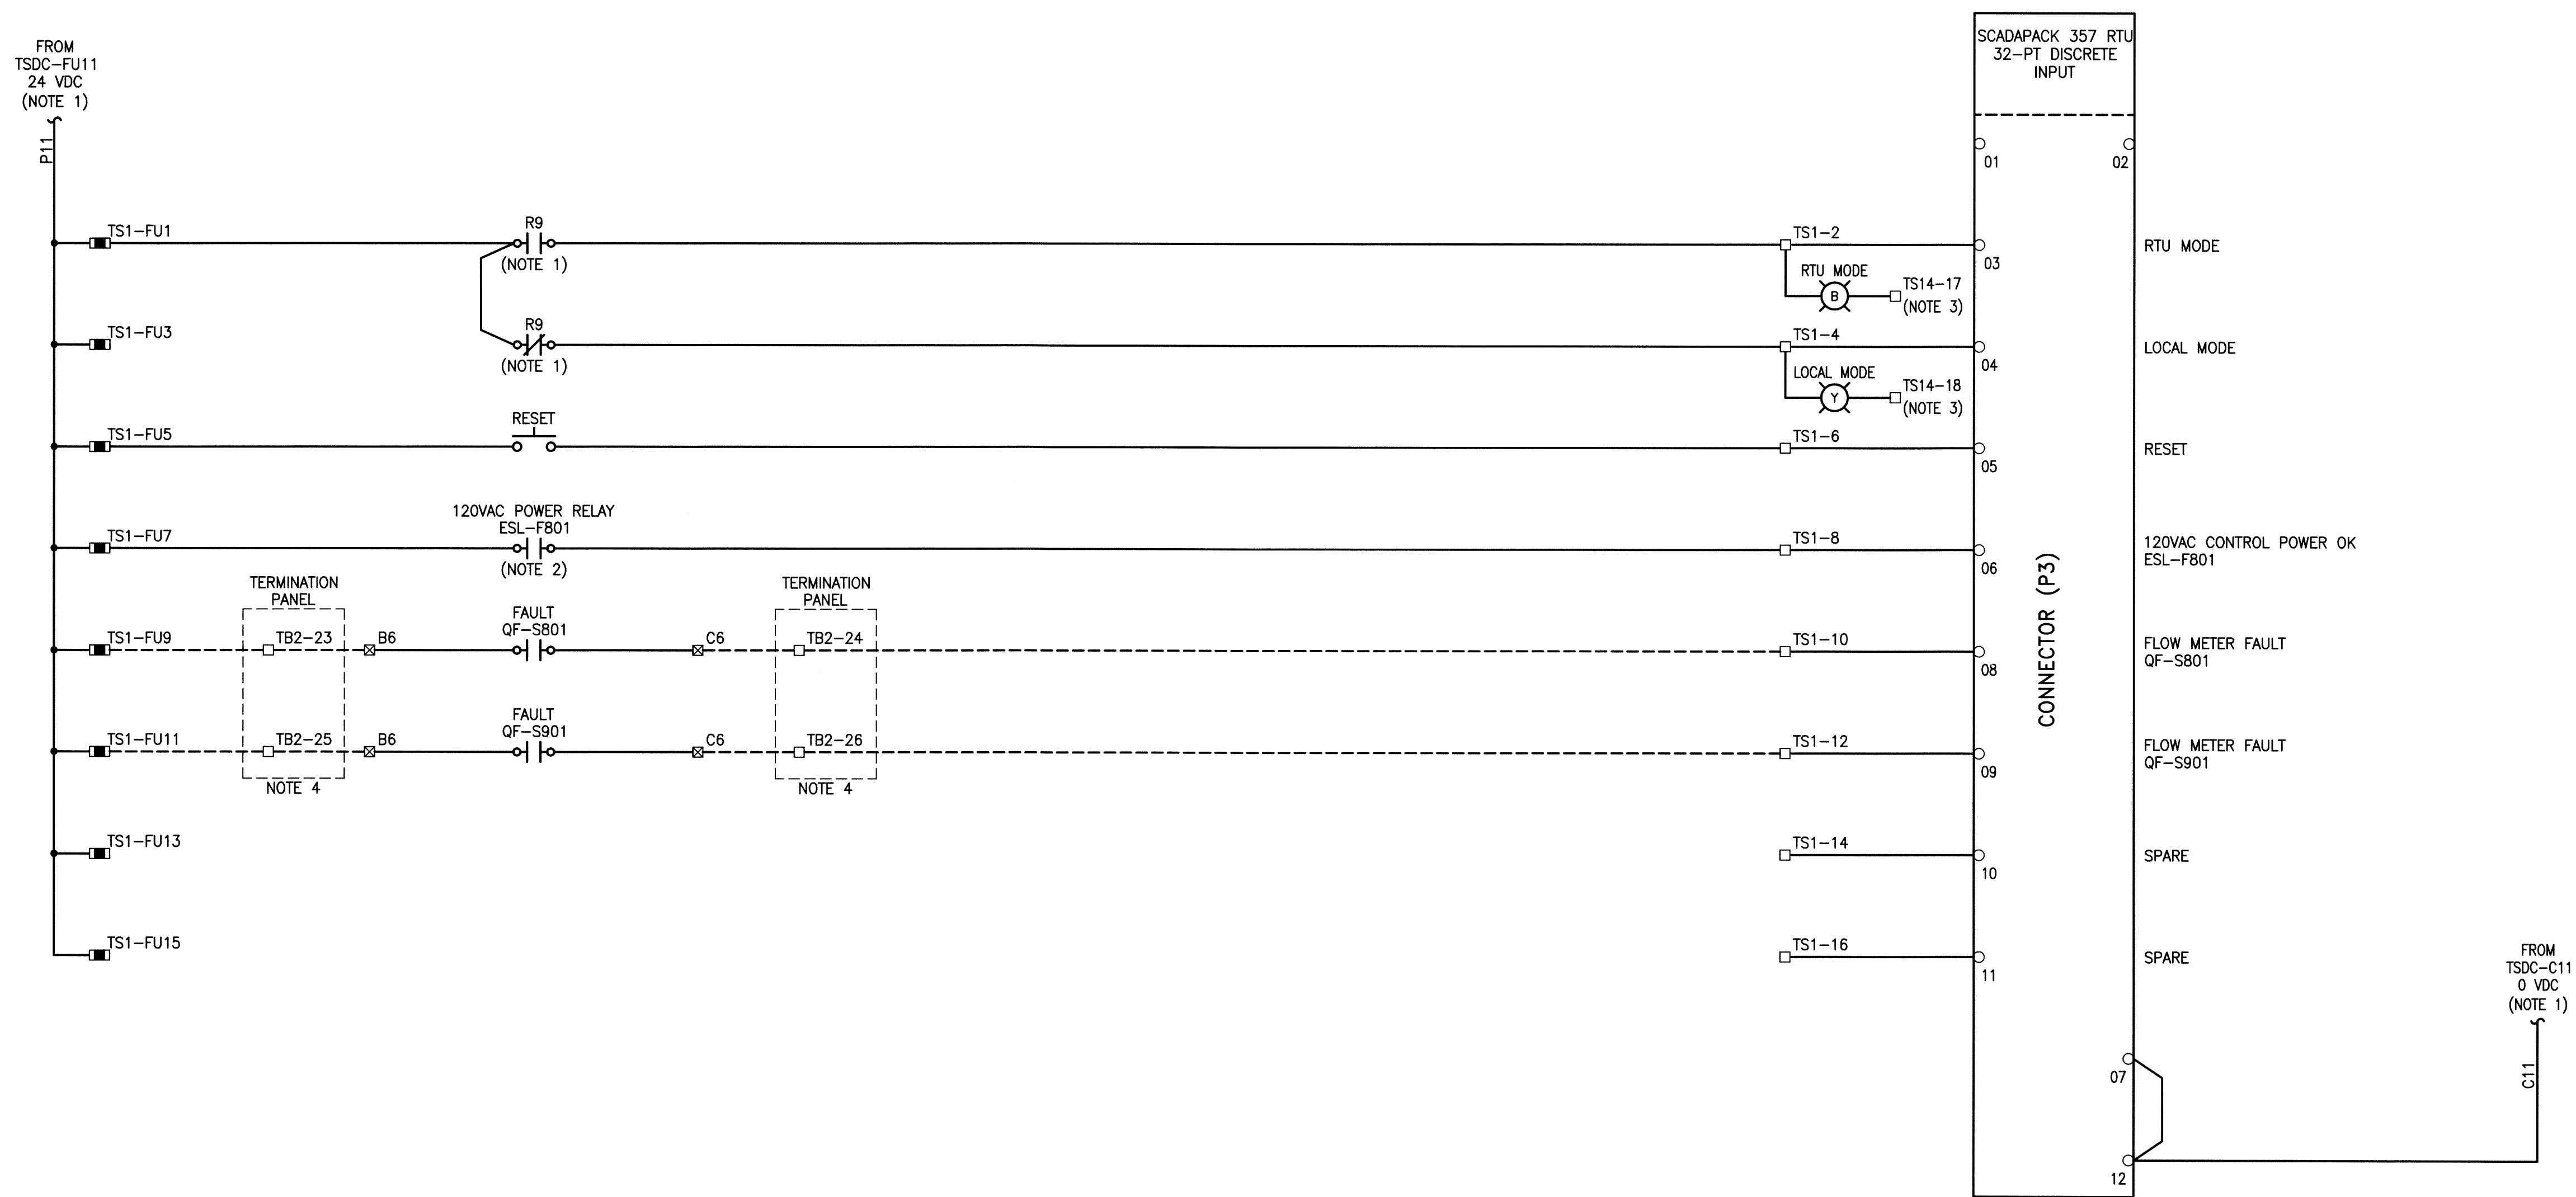 SCADAPACK 357 RTU
32-PT DISCRETE
INPUT
FROM
TSDC-FU11
24 VDC
(NOTE 1)
P11
01
02
TS1-FU1
R9
(NOTE 1)
TS1-2
03
RTU MODE
RTU MODE
B
TS14-17
(NOTE 3)
TS1-FU3
R9
(NOTE 1)
TS1-4
04
LOCAL MODE
LOCAL MODE
Y
TS14-18
(NOTE 3)
TS1-FU5
RESET
TS1-6
05
RESET
TS1-FU7
120VAC POWER RELAY
ESL-F801
(NOTE 2)
TS1-8
06
120VAC CONTROL POWER OK
ESL-F801
CONNECTOR (P3)
TERMINATION
PANEL
TERMINATION
PANEL
TS1-FU9
TB2-23
B6
FAULT
QF-S801
C6
TB2-24
TS1-10
08
FLOW METER FAULT
QF-S801
TS1-FU11
TB2-25
B6
FAULT
QF-S901
C6
TB2-26
TS1-12
09
FLOW METER FAULT
QF-S901
NOTE 4
NOTE 4
TS1-FU13
TS1-14
10
SPARE
TS1-FU15
TS1-16
11
SPARE
FROM
TSDC-C11
0 VDC
(NOTE 1)
C11
07
12